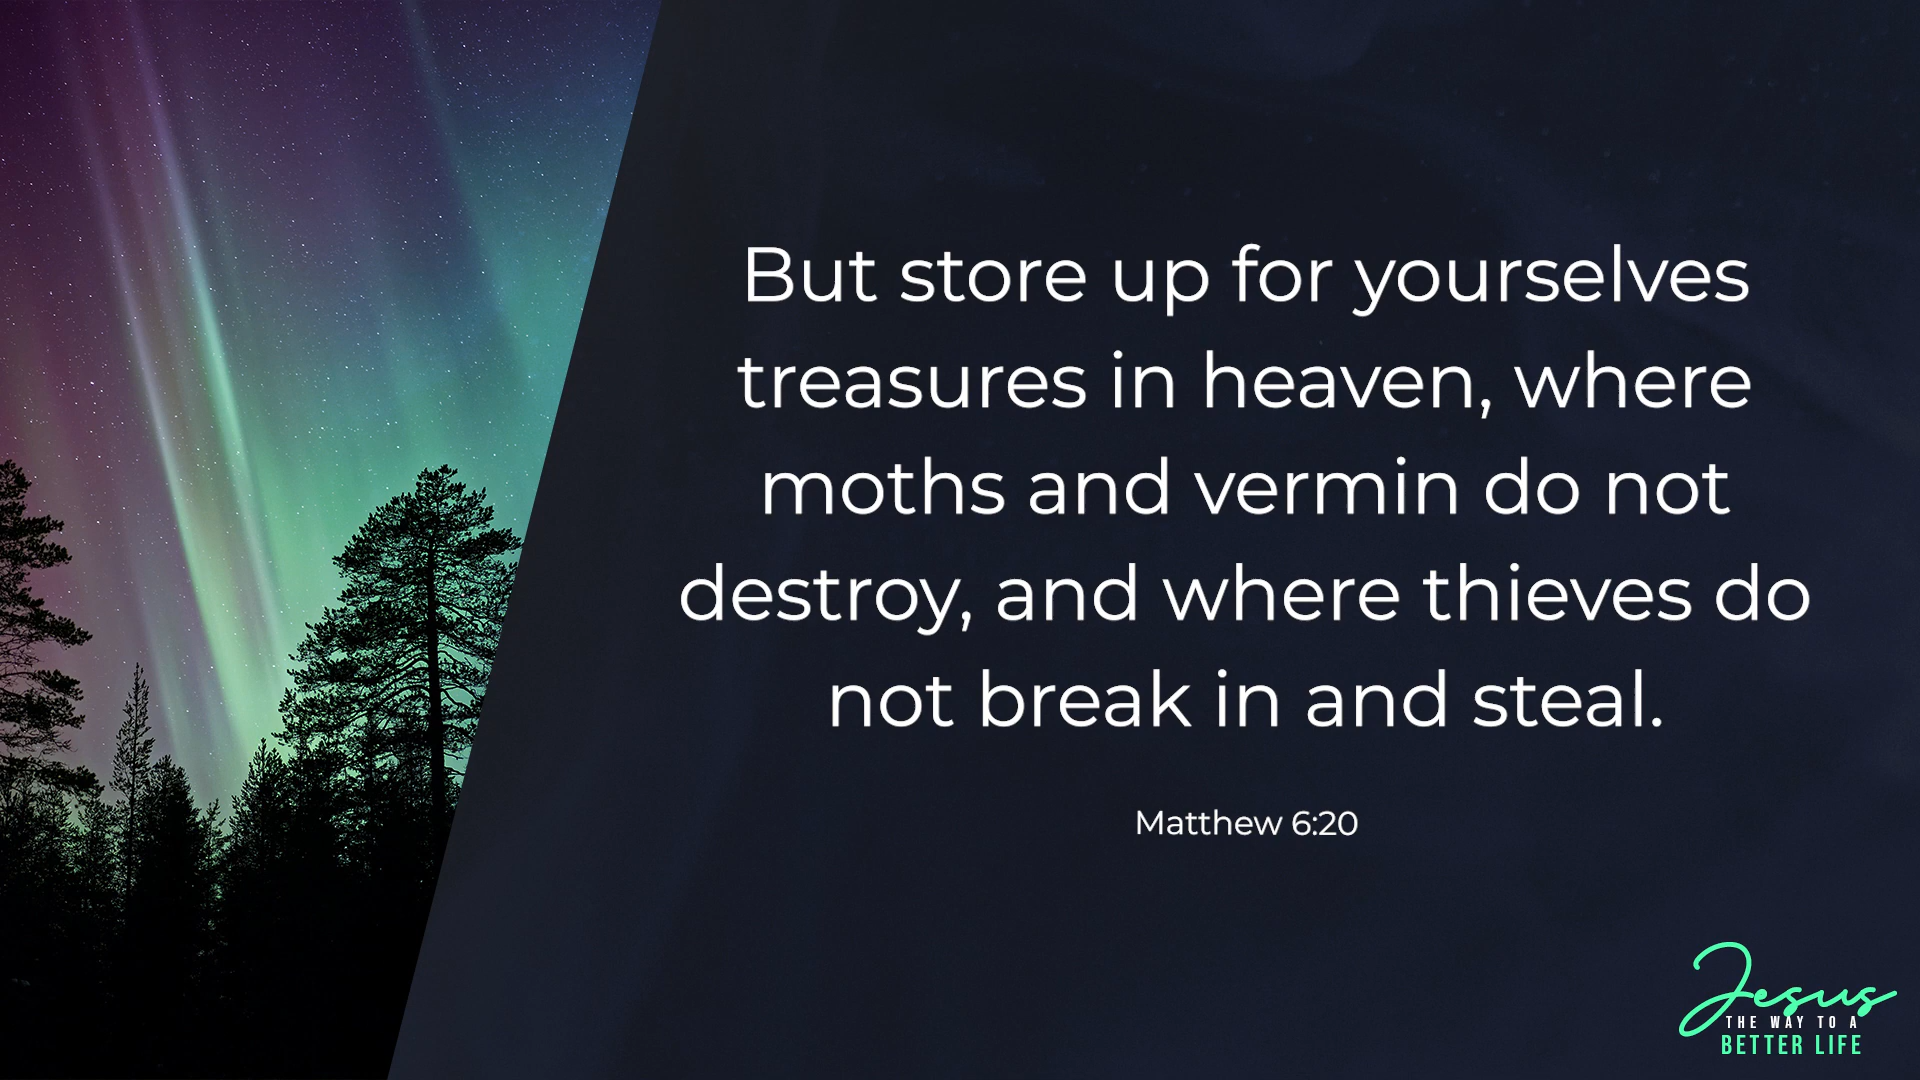 But store up for yourselves
treasures in heaven, where
moths and vermin do not
destroy, and where thieves do
not break in and steal.
Matthew 6:20
Jesus
THE WAY TO A
BETTER LIFE